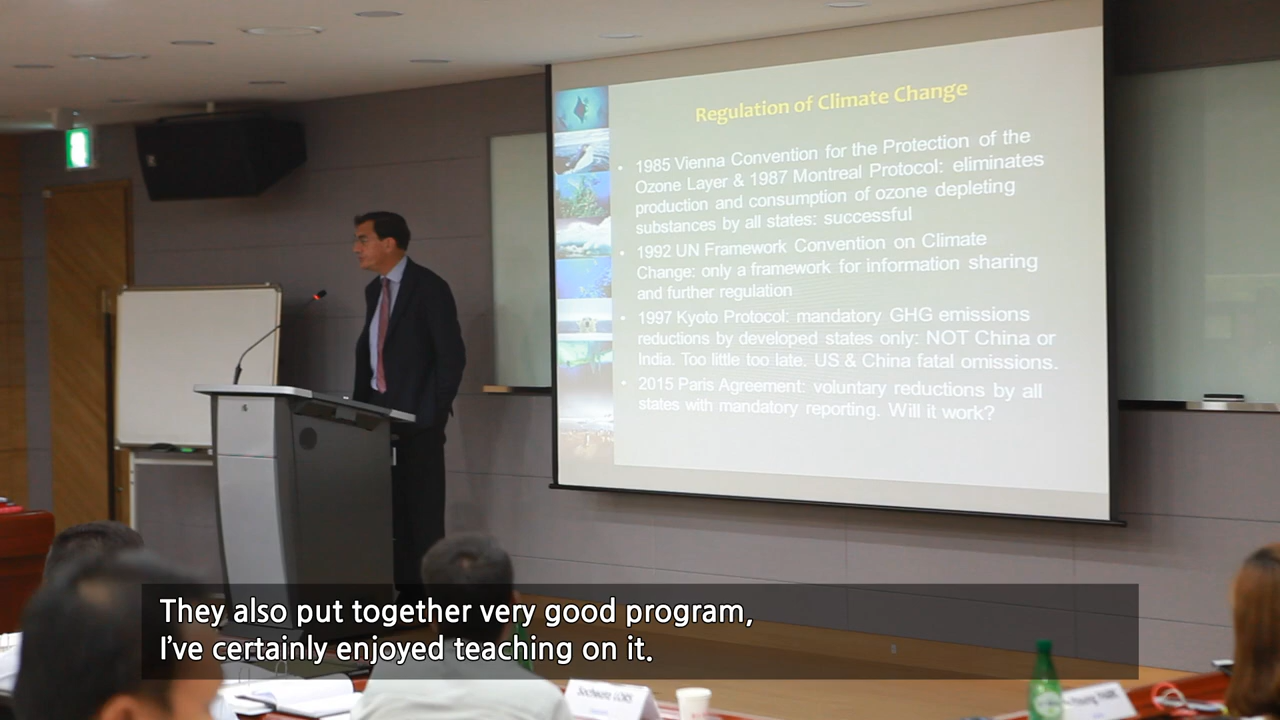 Regulation of Climate Change
• 1985 Vienna Convention for the Protection of the
Ozone Layer & 1987 Montreal Protocol: eliminates
production and consumption of ozone depleting
substances by all states: successful
• 1992 UN Framework Convention on Climate
Change: only a framework for information sharing
and further regulation
• 1997 Kyoto Protocol: mandatory GHG emissions
reductions by developed states only: NOT China or
India. Too little too late. US & China fatal omissions.
• 2015 Paris Agreement: voluntary reductions by all
states with mandatory reporting. Will it work?
They also put together very good program,
I've certainly enjoyed teaching on it.